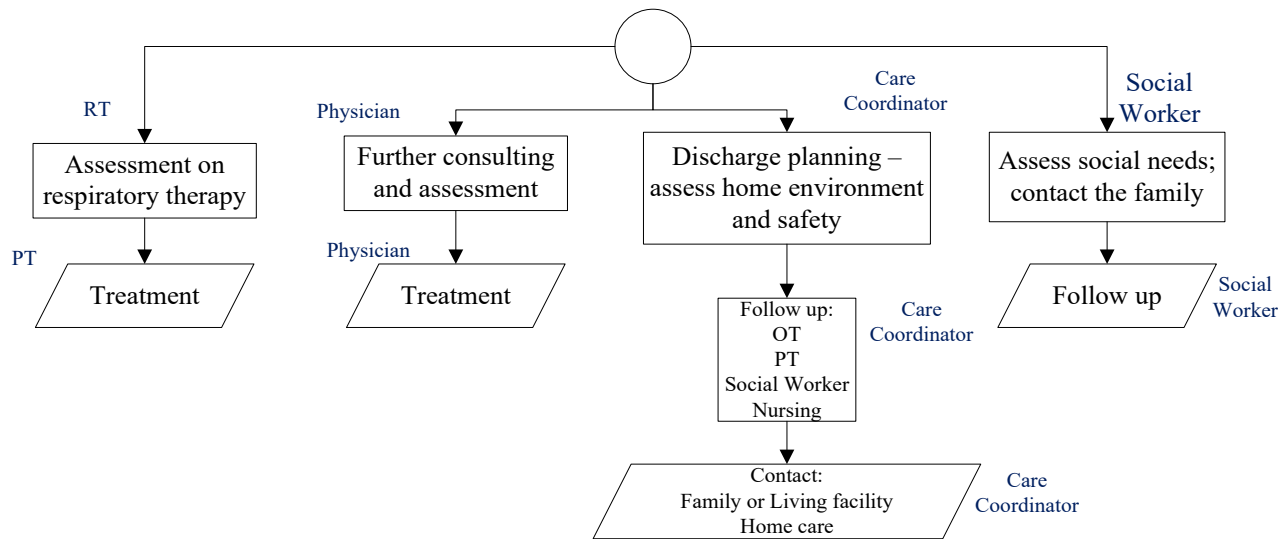 RT
Assessment on
respiratory therapy
PT
Treatment
Physician
Further consulting
and assessment
Physician
Treatment
Care
Coordinator
Discharge planning –
assess home environment
and safety
Follow up:
OT
PT
Social Worker
Nursing
Care
Coordinator
Contact:
Family or Living facility
Home care
Care
Coordinator
Social
Worker
Assess social needs;
contact the family
Follow up
Social
Worker